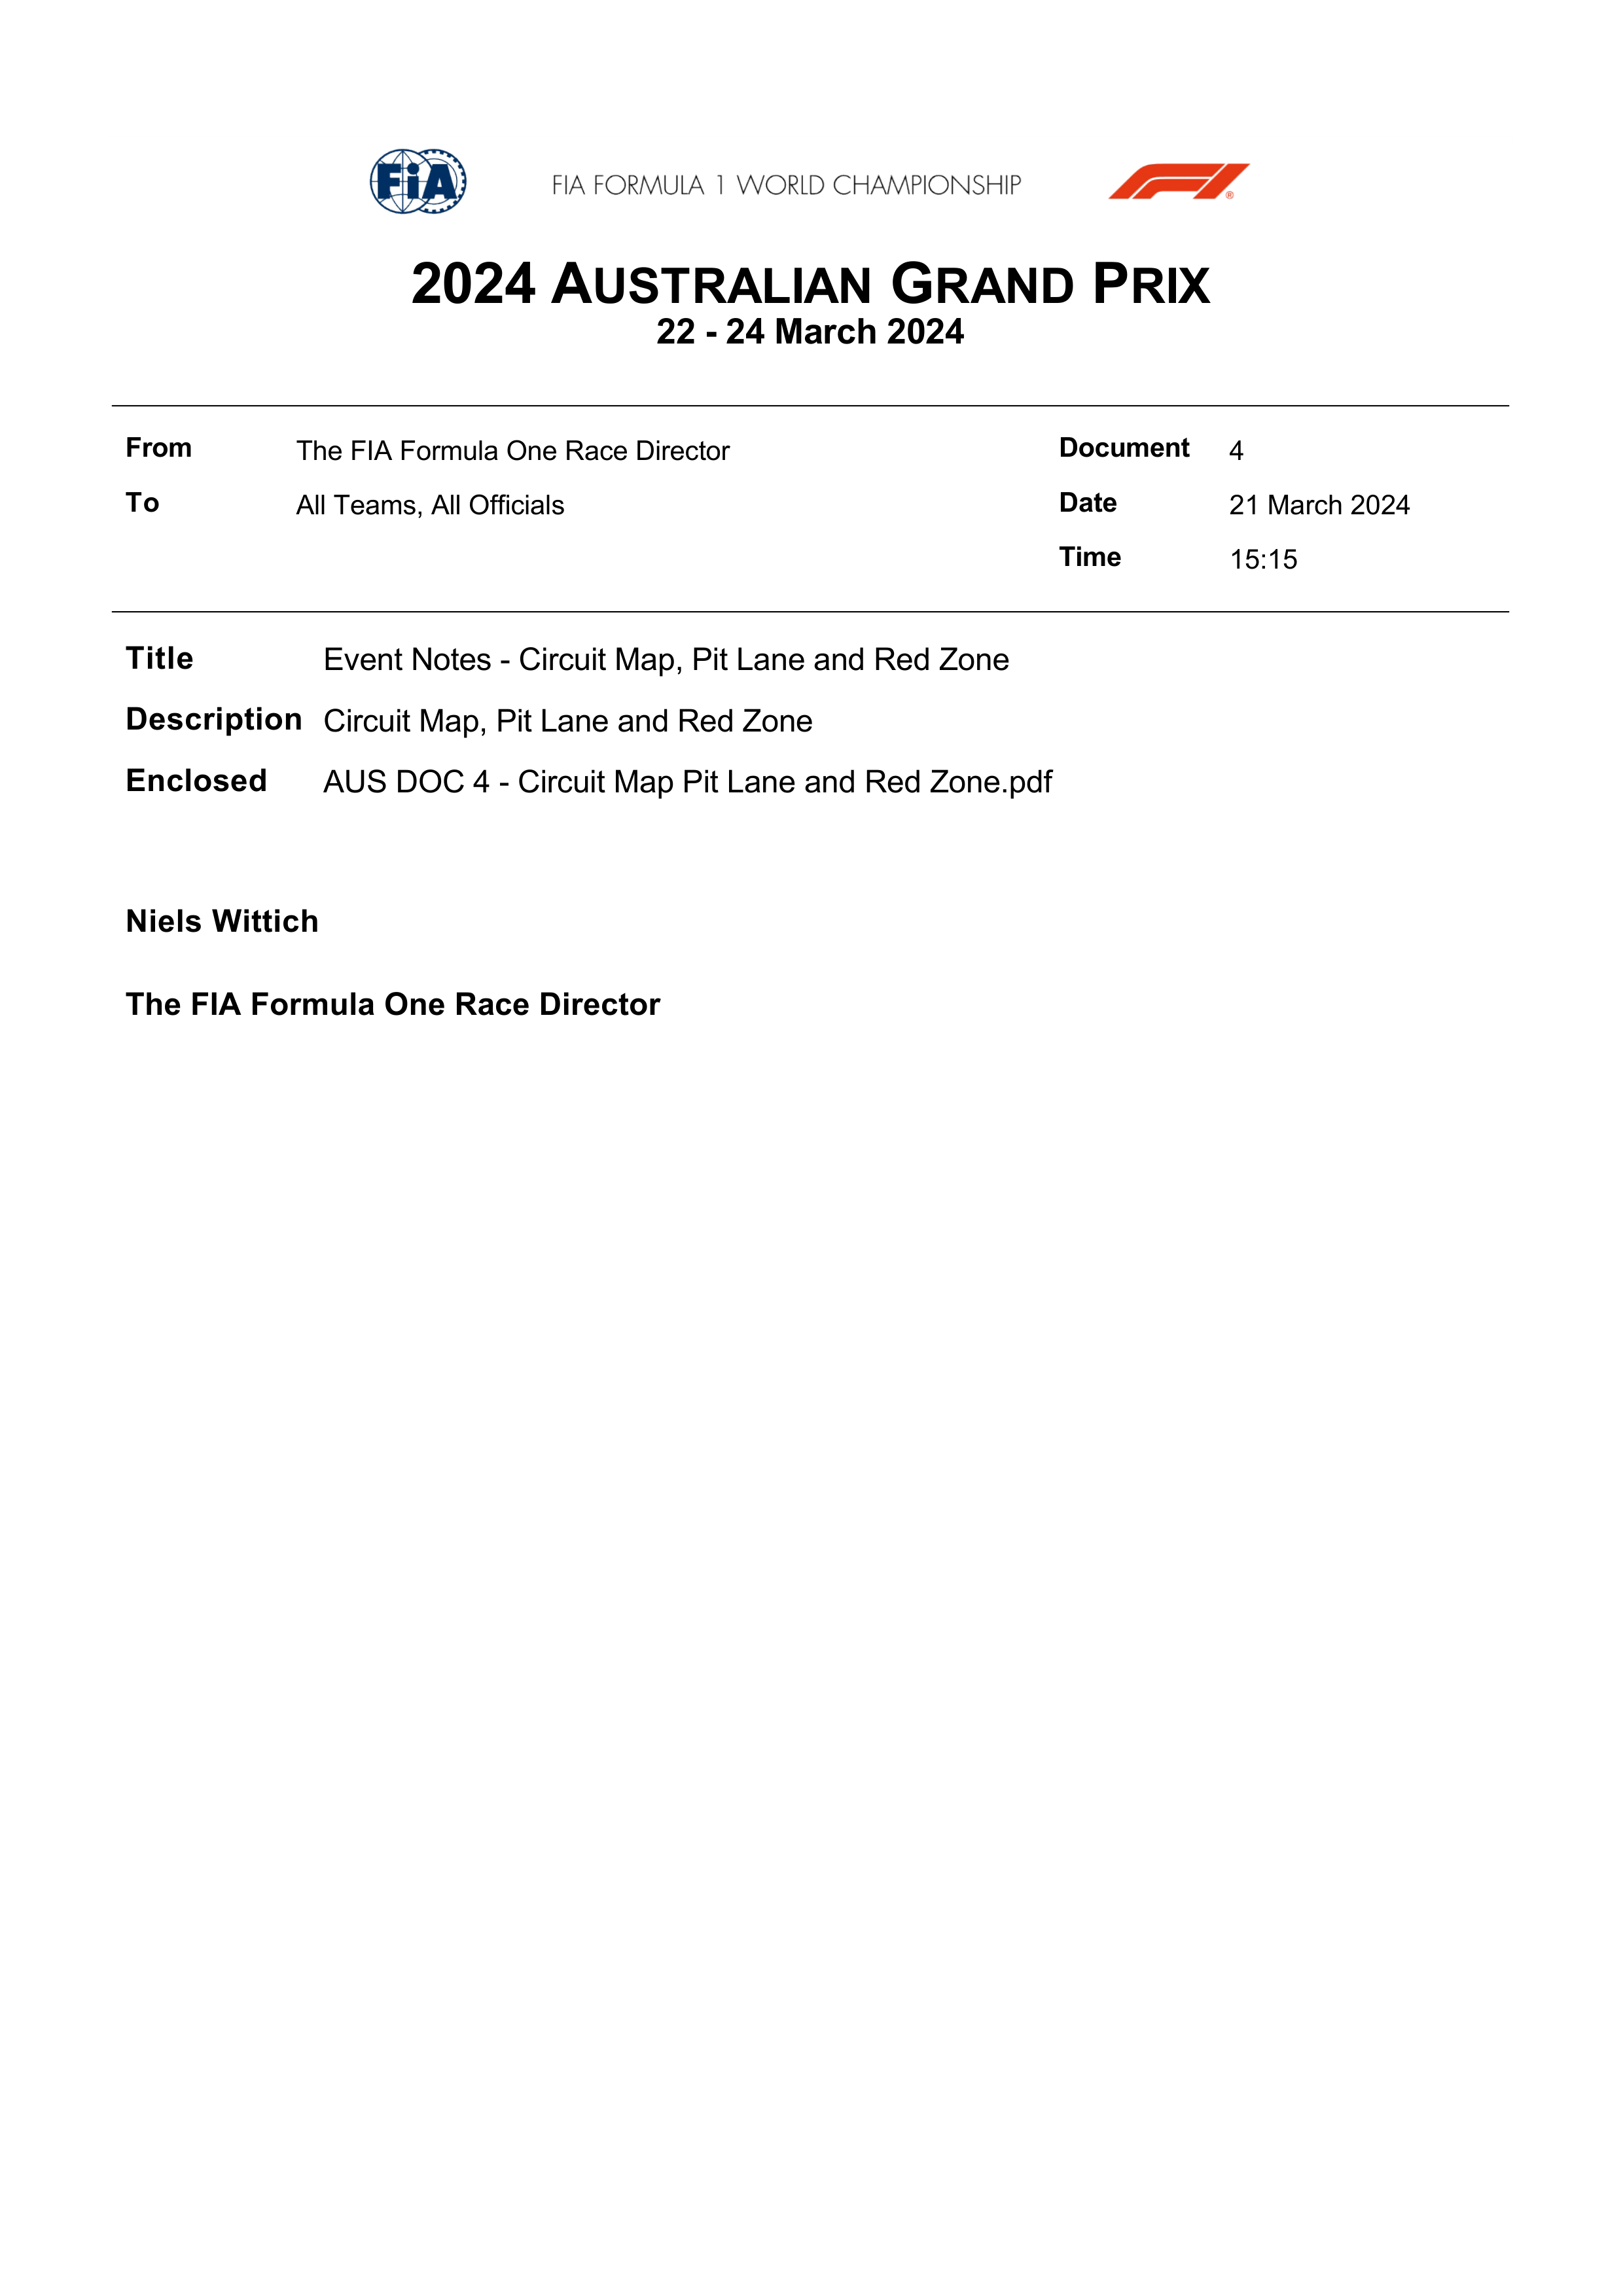 FiA
FIA FORMULA 1 WORLD CHAMPIONSHIP
F1®
2024 AUSTRALIAN GRAND PRIX
22 - 24 March 2024
From The FIA Formula One Race Director Document 4
To All Teams, All Officials Date 21 March 2024
Time 15:15
Title Event Notes - Circuit Map, Pit Lane and Red Zone
Description Circuit Map, Pit Lane and Red Zone
Enclosed AUS DOC 4 - Circuit Map Pit Lane and Red Zone.pdf
Niels Wittich
The FIA Formula One Race Director